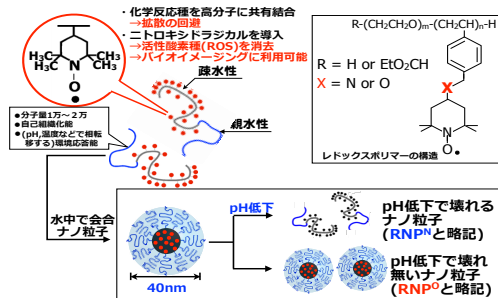 ・化学反応種を高分子に共有結合
→拡散の回避
・ニトロキシドラジカルを導入
→活性酸素種(ROS)を消去
→バイオイメージングに利用可能
H₃C
H₃C
N
CH₃
CH₃
O
疎水性
親水性
●分子量1万～2万
●自己組織化能
●(pH,温度などで相転
移する)環境応答能
R-(CH₂CH₂O)m-(CH₂CH)n-H
R = H or EtO₂CH
X = N or O
X
N
O
レドックスポリマーの構造
水中で会合
ナノ粒子
40nm
pH低下
pH低下で壊れる
ナノ粒子
(RNPᴺと略記)
pH低下で壊れ
無いナノ粒子
(RNPᴼと略記)